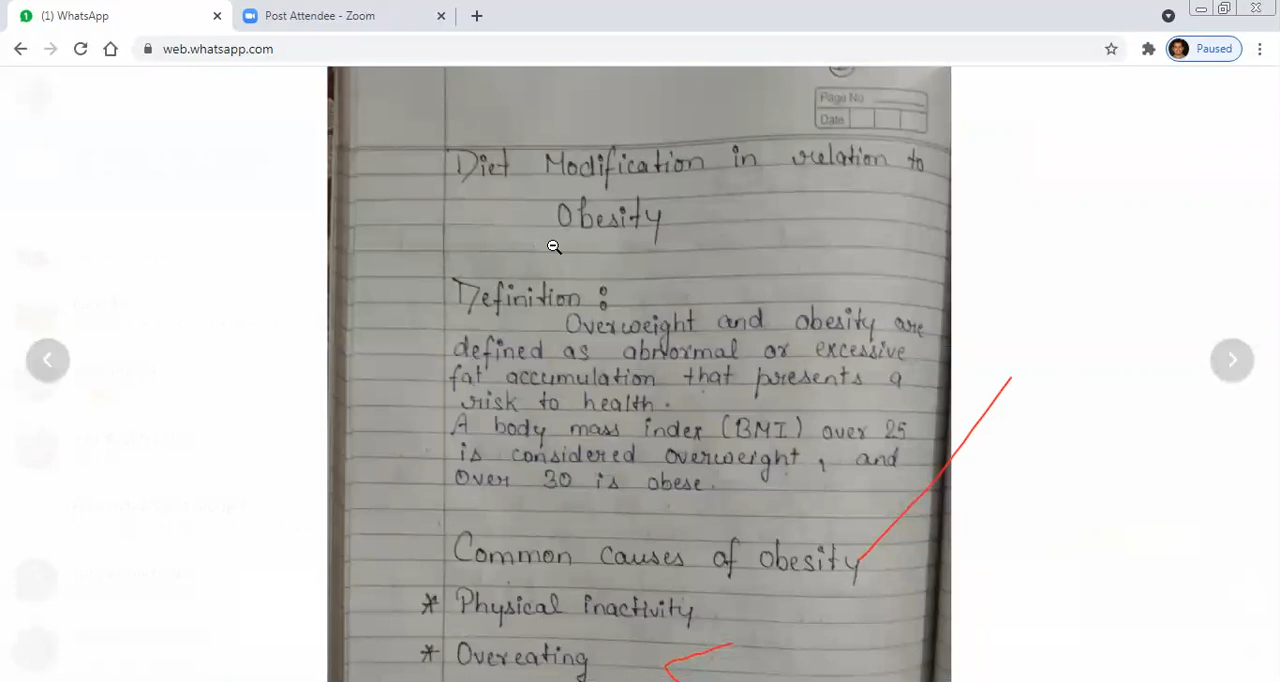 (1) WhatsApp
Post Attendee - Zoom
web.whatsapp.com
Paused
Page No
Date
Diet Modification in relation to
Obesity
Definition :
Overweight and obesity are
defined as abnormal or excessive
fat accumulation that presents a
risk to health.
A body mass index (BMI) over 25
is considered overweight, and
over 30 is obese.
Common causes of obesity
* Physical inactivity
* Overeating